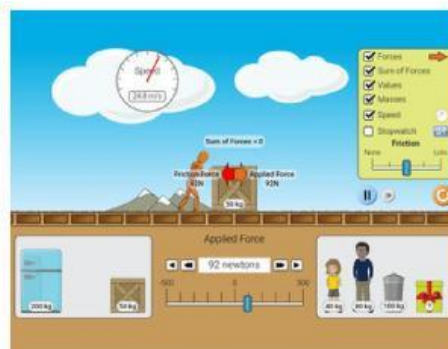 Speed
24.8 m/s
Forces
Sum of Forces
Values
Masses
Speed
Stopwatch
Friction
None
Lots
Sum of Forces = 0
Friction Force
92N
Applied Force
92N
50 kg
Applied Force
92 newtons
-500
0
500
200 kg
50 kg
40 kg
80 kg
100 kg
?